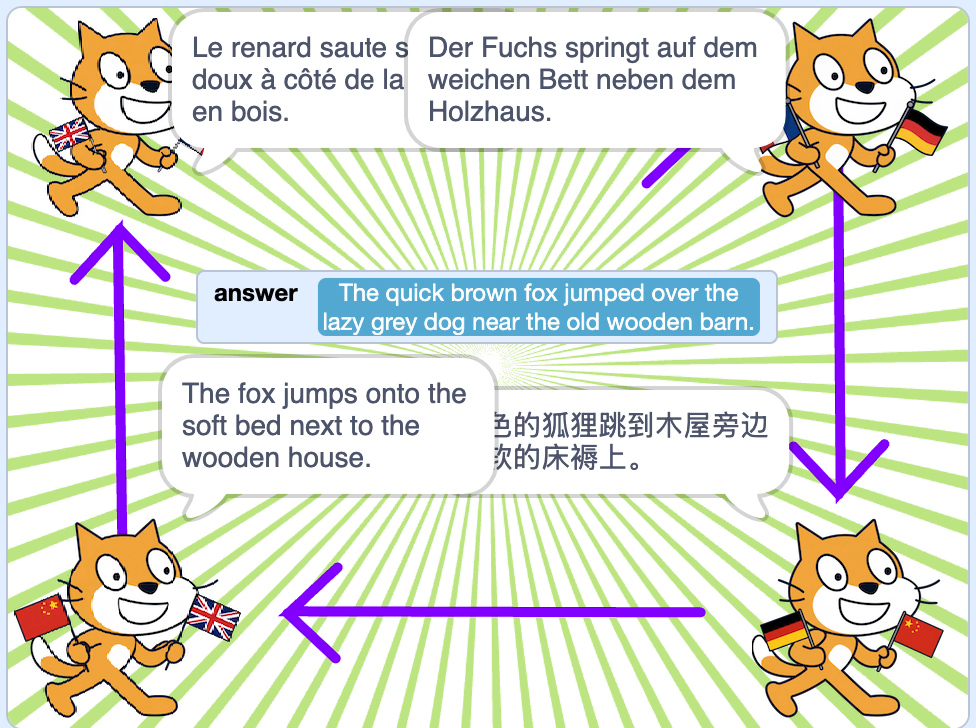 Le renard saute s
doux à côté de la
en bois.
Der Fuchs springt auf dem
weichen Bett neben dem
Holzhaus.
answer
The quick brown fox jumped over the
lazy grey dog near the old wooden barn.
The fox jumps onto the
soft bed next to the
wooden house.
色的狐狸跳到木屋旁边
软的床褥上。